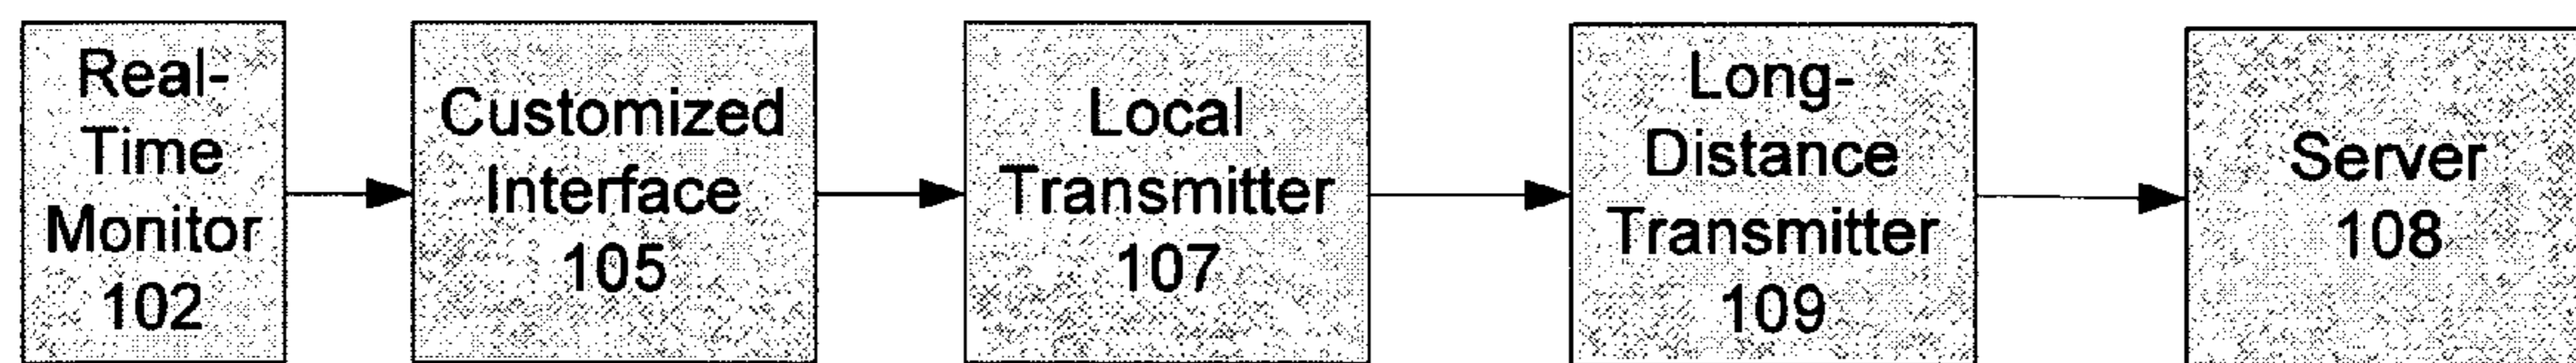 Real-
Time
Monitor
102
Customized
Interface
105
Local
Transmitter
107
Long-
Distance
Transmitter
109
Server
108